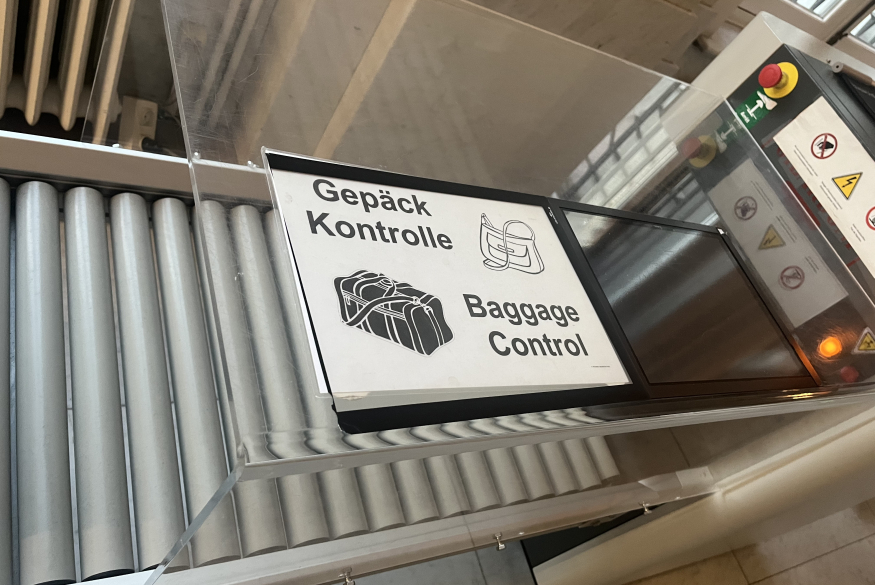 Gepäck
Kontrolle
Baggage
Control